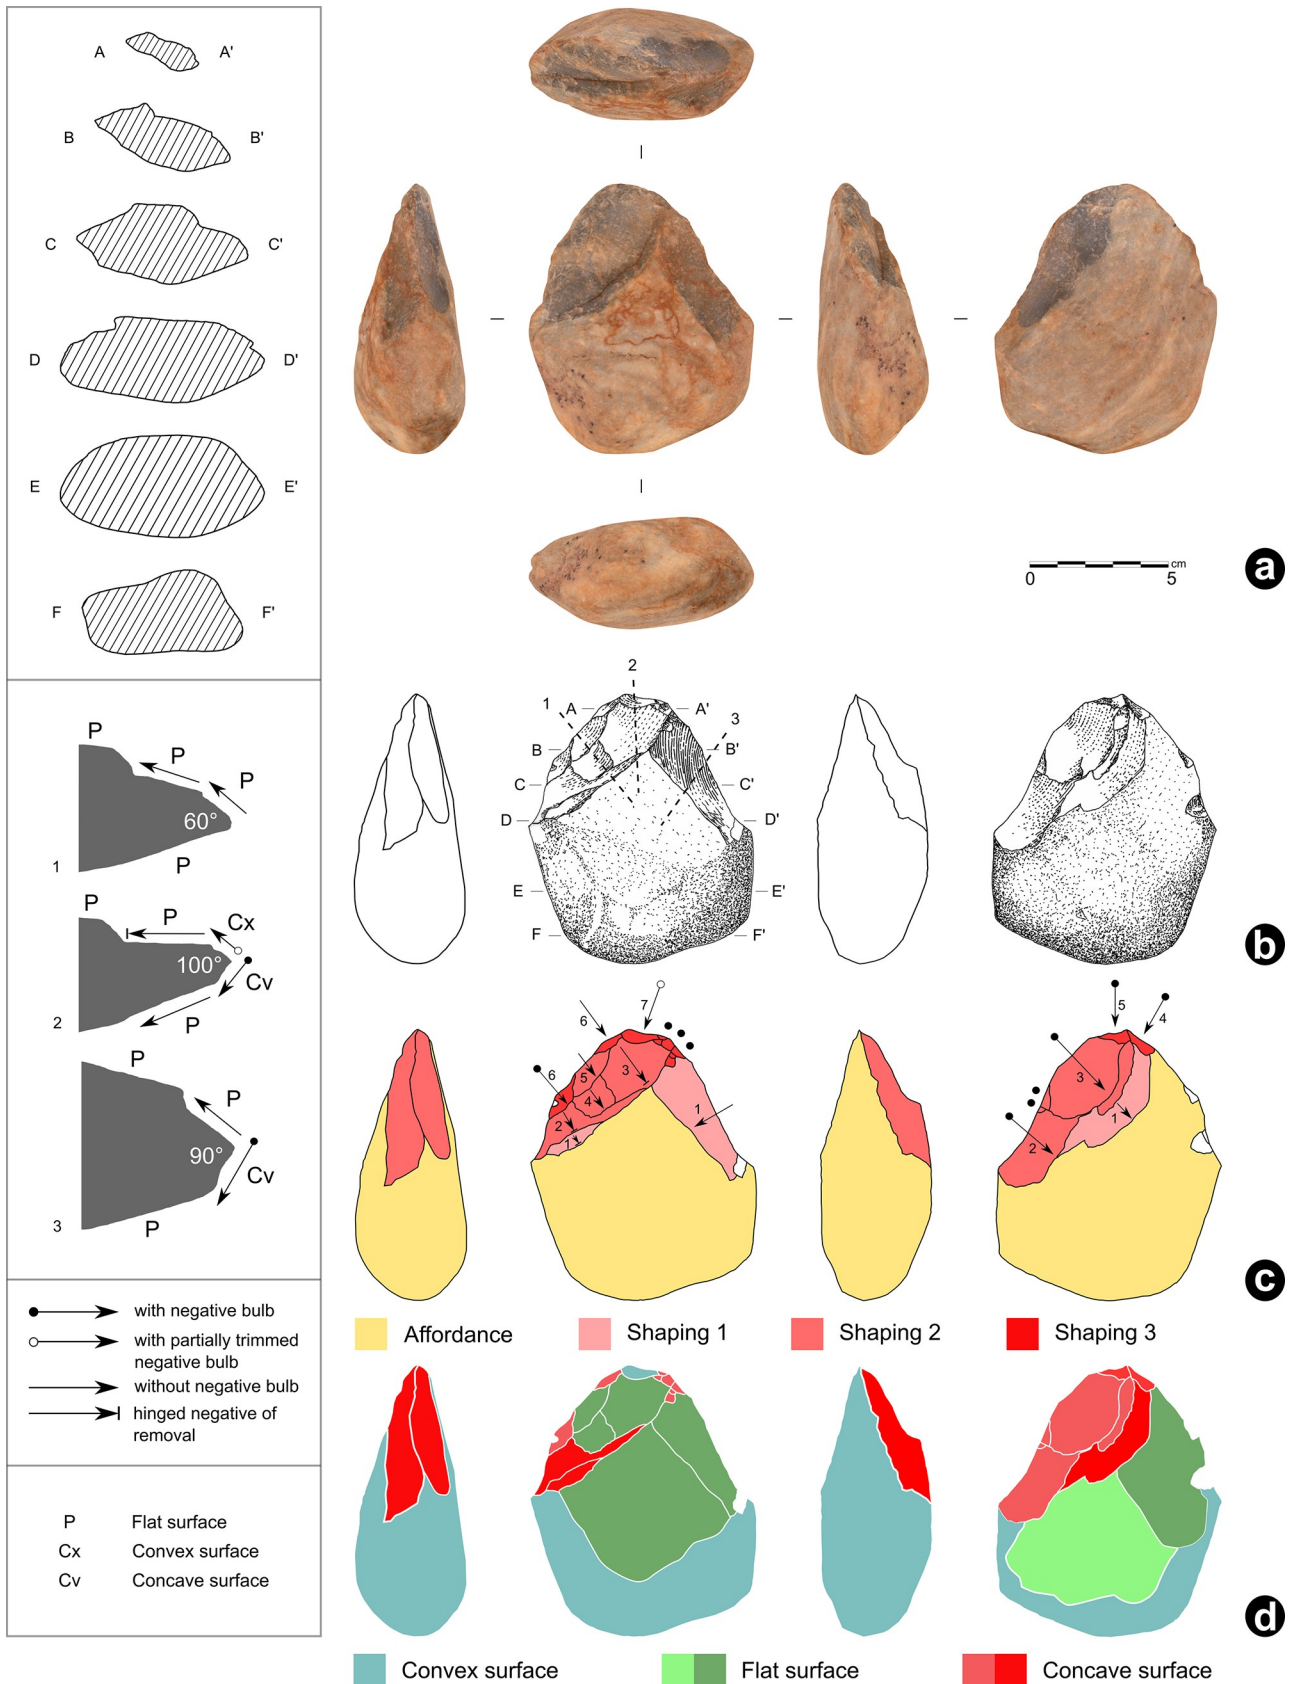 A A'
B B'
C C'
D D'
E E'
F F'
0 5 cm
a
P
P
P
60°
P
1
P
P
Cx
100°
Cv
P
2
P
P
90°
Cv
P
3
1
2
3
A A'
B B'
C C'
D D'
E E'
F F'
b
6
7
6
5
3
4
2
1
1
5
4
3
1
2
c
Affordance
Shaping 1
Shaping 2
Shaping 3
with negative bulb
with partially trimmed
negative bulb
without negative bulb
hinged negative of
removal
P Flat surface
Cx Convex surface
Cv Concave surface
d
Convex surface
Flat surface
Concave surface